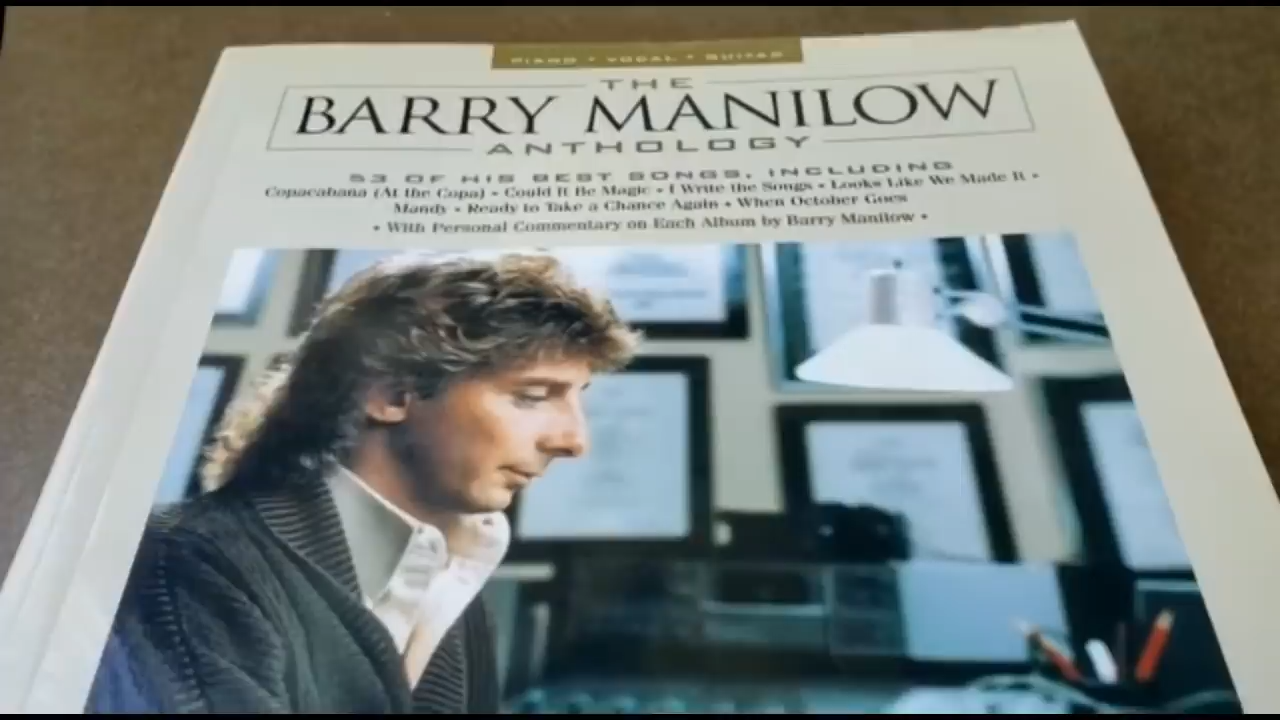 PIANO • VOCAL • GUITAR
THE
BARRY MANILOW
ANTHOLOGY
53 OF HIS BEST SONGS, INCLUDING
Copacabana (At the Copa) • Could It Be Magic • I Write the Songs • Looks Like We Made It •
Mandy • Ready to Take a Chance Again • When October Goes
• With Personal Commentary on Each Album by Barry Manilow •